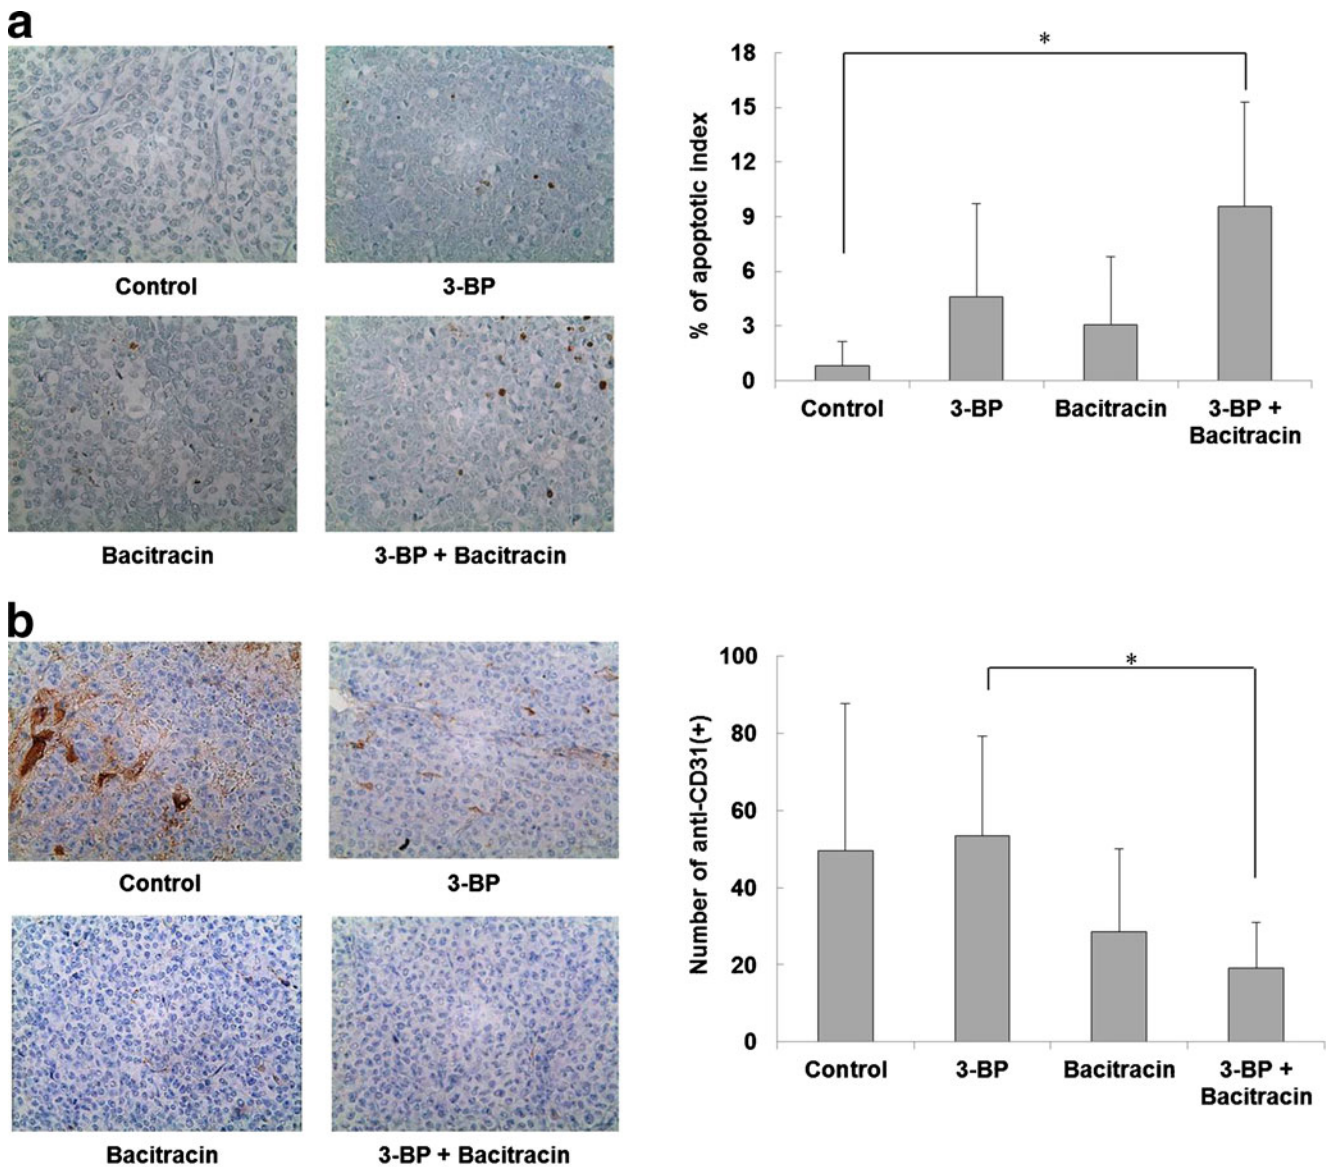 a
Control
3-BP
Bacitracin
3-BP + Bacitracin
% of apoptotic index
*
18
15
12
9
6
3
0
Control
3-BP
Bacitracin
3-BP +
Bacitracin
b
Control
3-BP
Bacitracin
3-BP + Bacitracin
Number of anti-CD31(+)
*
100
80
60
40
20
0
Control
3-BP
Bacitracin
3-BP +
Bacitracin